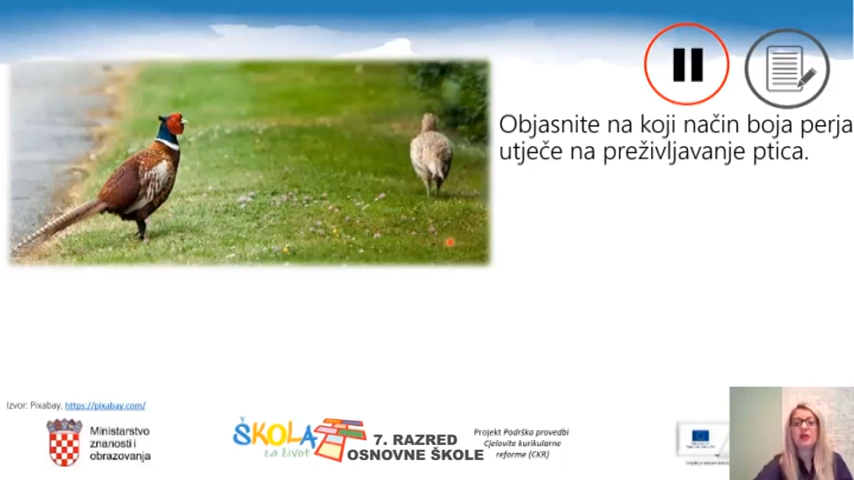 Objasnite na koji način boja perja
utječe na preživljavanje ptica.
Izvor: Pixabay, https://pixabay.com/
Ministarstvo
znanosti i
obrazovanja
ŠKOLA
za život
7. RAZRED
OSNOVNE ŠKOLE
Projekt Podrška provedbi
Cjelovite kurikularne
reforme (CKR)